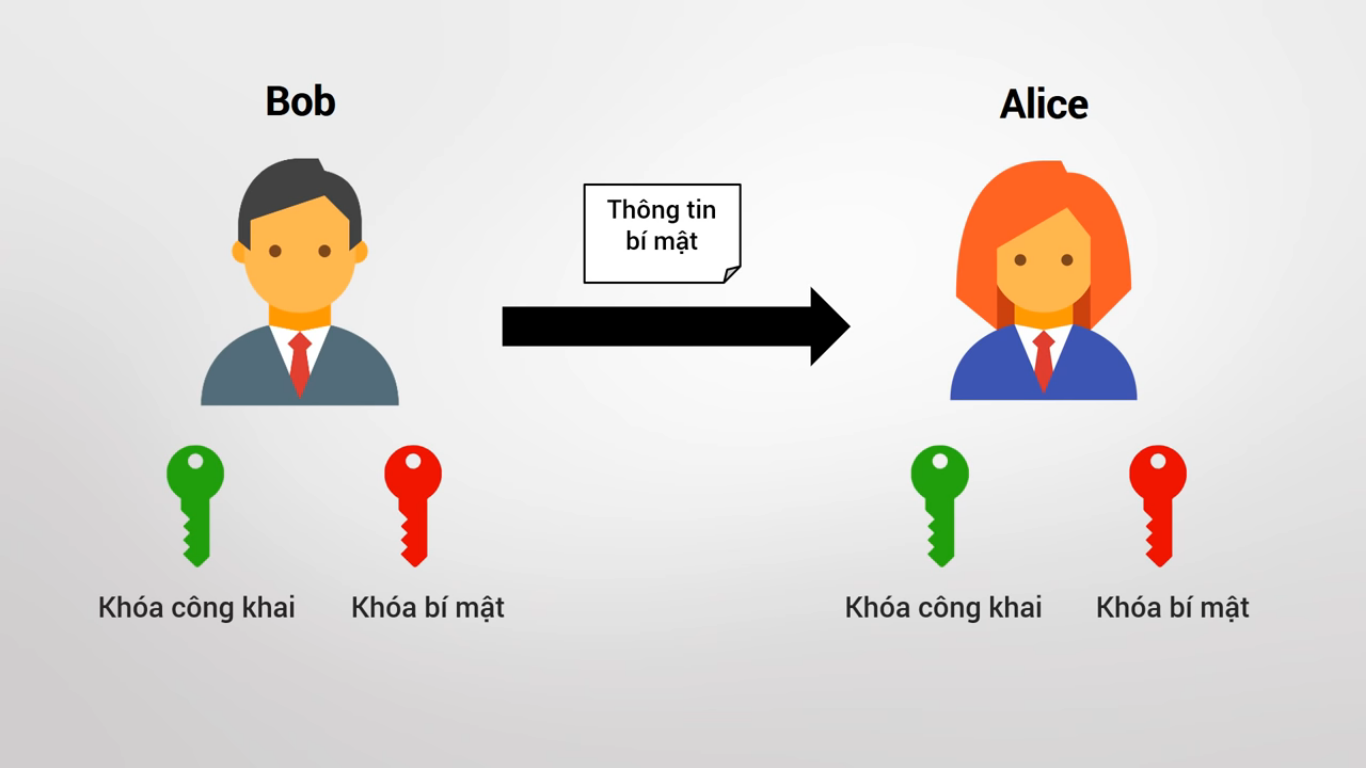 Bob
Alice
Thông tin
bí mật
Khóa công khai
Khóa bí mật
Khóa công khai
Khóa bí mật